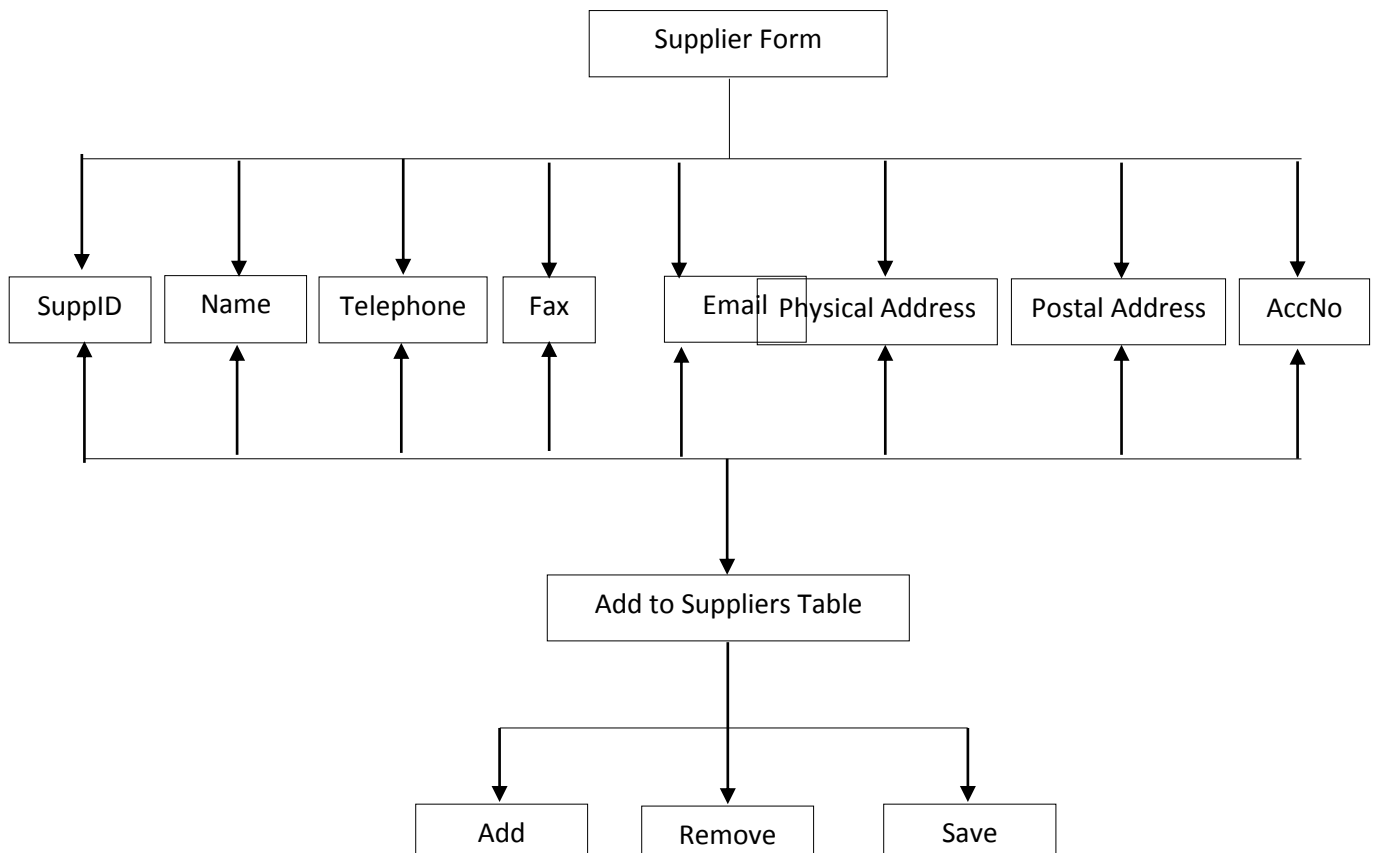 Supplier Form
SuppID
Name
Telephone
Fax
Email
Physical Address
Postal Address
AccNo
Add to Suppliers Table
Add
Remove
Save